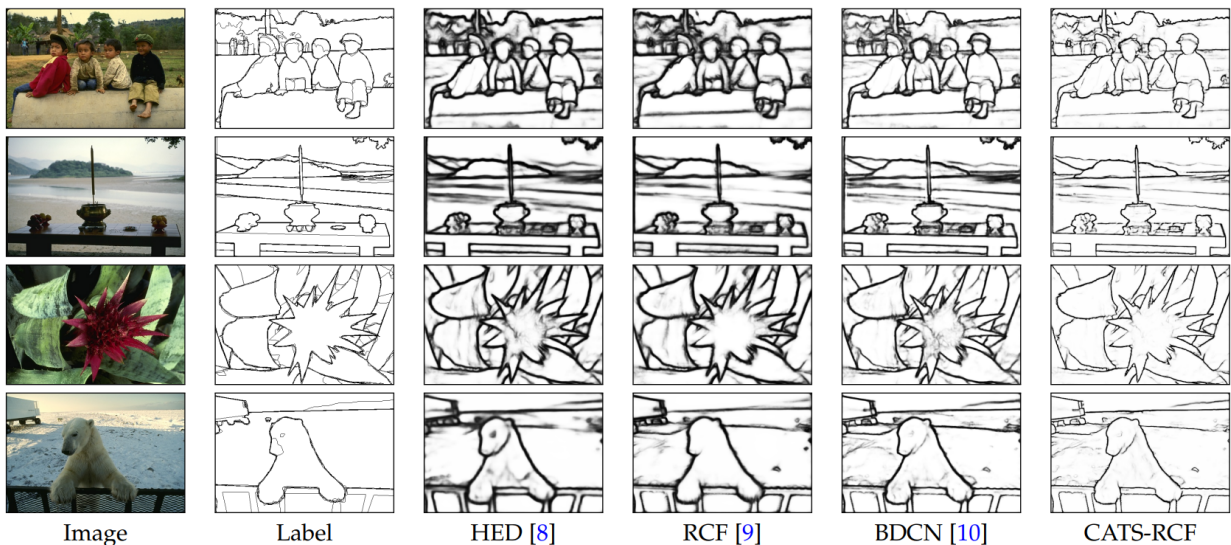 Image Label HED [8] RCF [9] BDCN [10] CATS-RCF